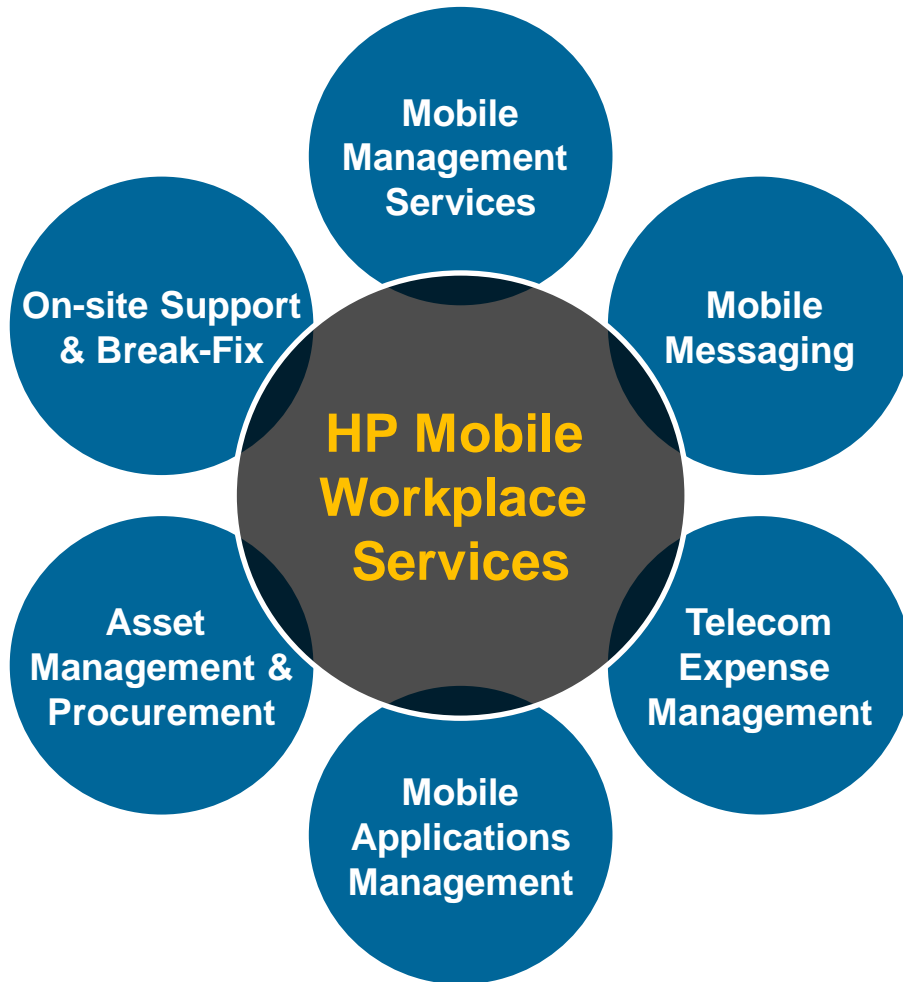 Mobile
Management
Services
On-site Support
& Break-Fix
Mobile
Messaging
HP Mobile
Workplace
Services
Asset
Management &
Procurement
Telecom
Expense
Management
Mobile
Applications
Management